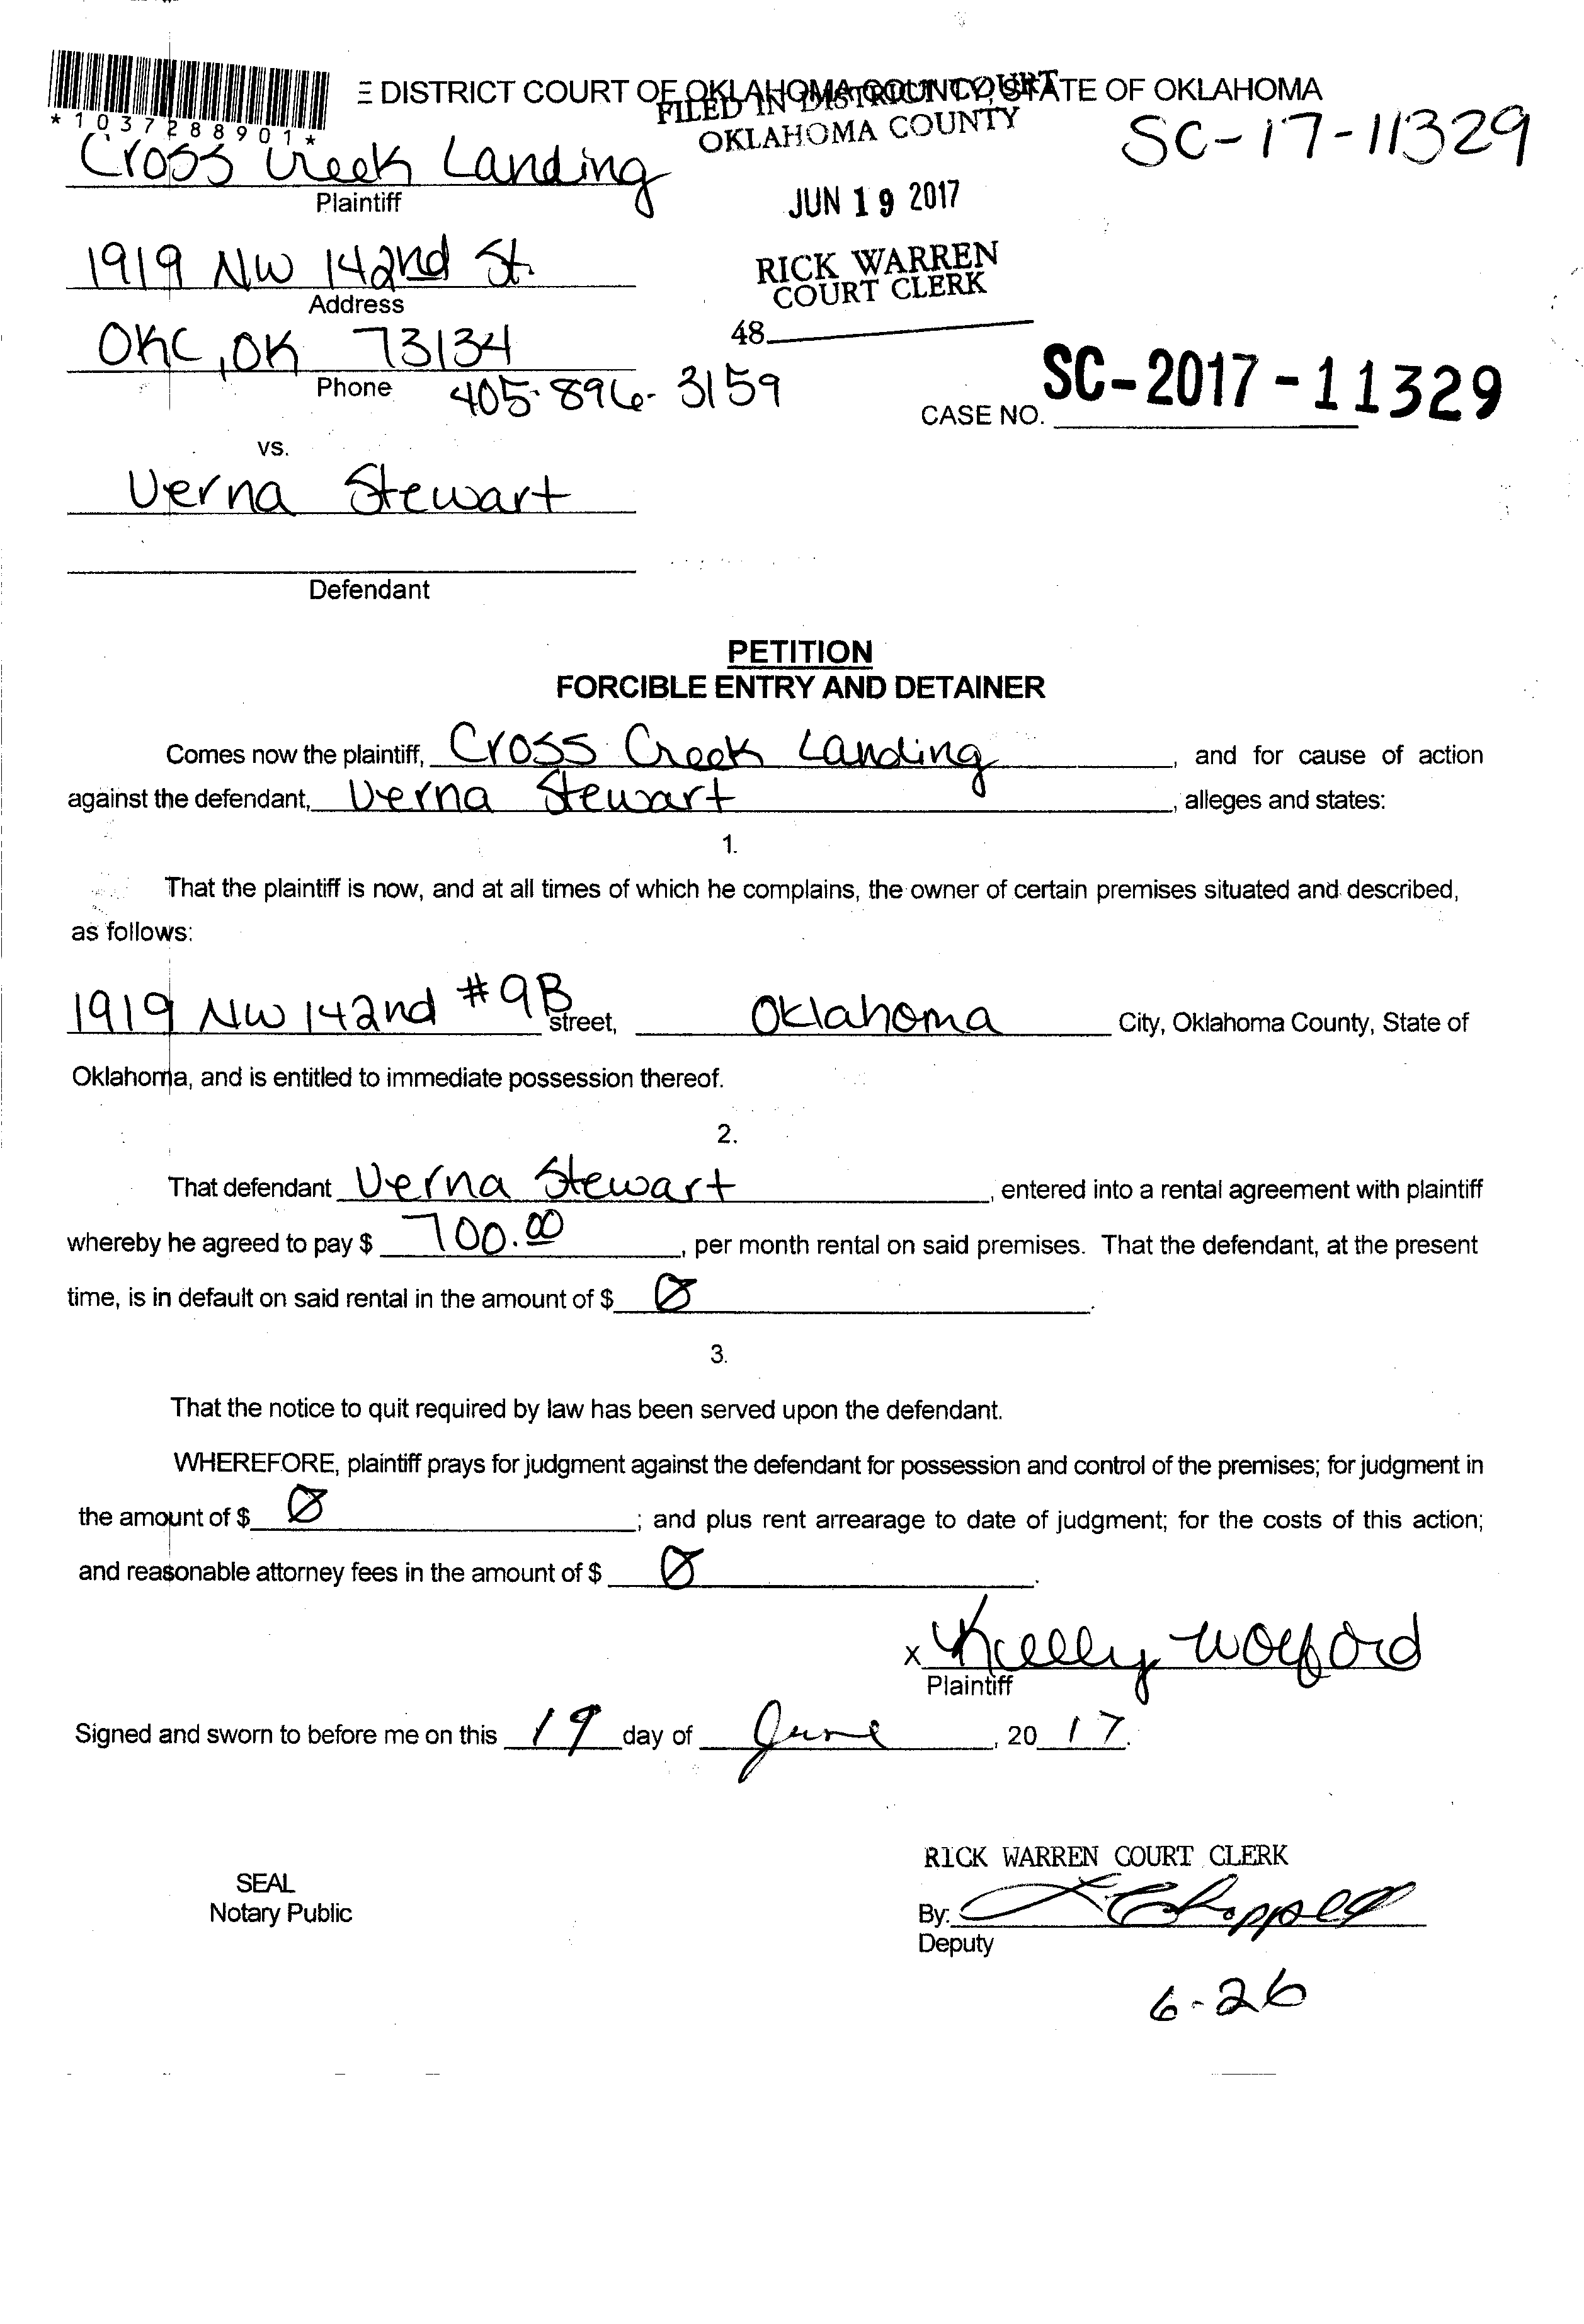 E DISTRICT COURT OF OKLAHOMA COUNTY, STATE OF OKLAHOMA
FILED IN DISTRICT COURT
OKLAHOMA COUNTY
SC-17-11329
*1037288901*
Cross Creek Landing
Plaintiff
JUN 19 2017
1919 NW 142nd St.
Address
RICK WARREN
COURT CLERK
OKC, OK 73134
48
Phone 405-896-3159
SC-2017-11329
CASE NO.
vs.
Verna Stewart
Defendant
PETITION
FORCIBLE ENTRY AND DETAINER
Comes now the plaintiff, Cross Creek Landing, and for cause of action
against the defendant, Verna Stewart, alleges and states:
1.
That the plaintiff is now, and at all times of which he complains, the owner of certain premises situated and described,
as follows:
1919 NW 142nd #9B street, Oklahoma City, Oklahoma County, State of
Oklahoma, and is entitled to immediate possession thereof.
2.
That defendant Verna Stewart, entered into a rental agreement with plaintiff
whereby he agreed to pay $ 700.00, per month rental on said premises. That the defendant, at the present
time, is in default on said rental in the amount of $ Ø.
3.
That the notice to quit required by law has been served upon the defendant.
WHEREFORE, plaintiff prays for judgment against the defendant for possession and control of the premises; for judgment in
the amount of $ Ø; and plus rent arrearage to date of judgment; for the costs of this action;
and reasonable attorney fees in the amount of $ Ø.
x Kelly Wolford
Plaintiff
Signed and sworn to before me on this 19 day of June, 2017.
RICK WARREN COURT CLERK
SEAL
Notary Public
By:
Deputy
6-26